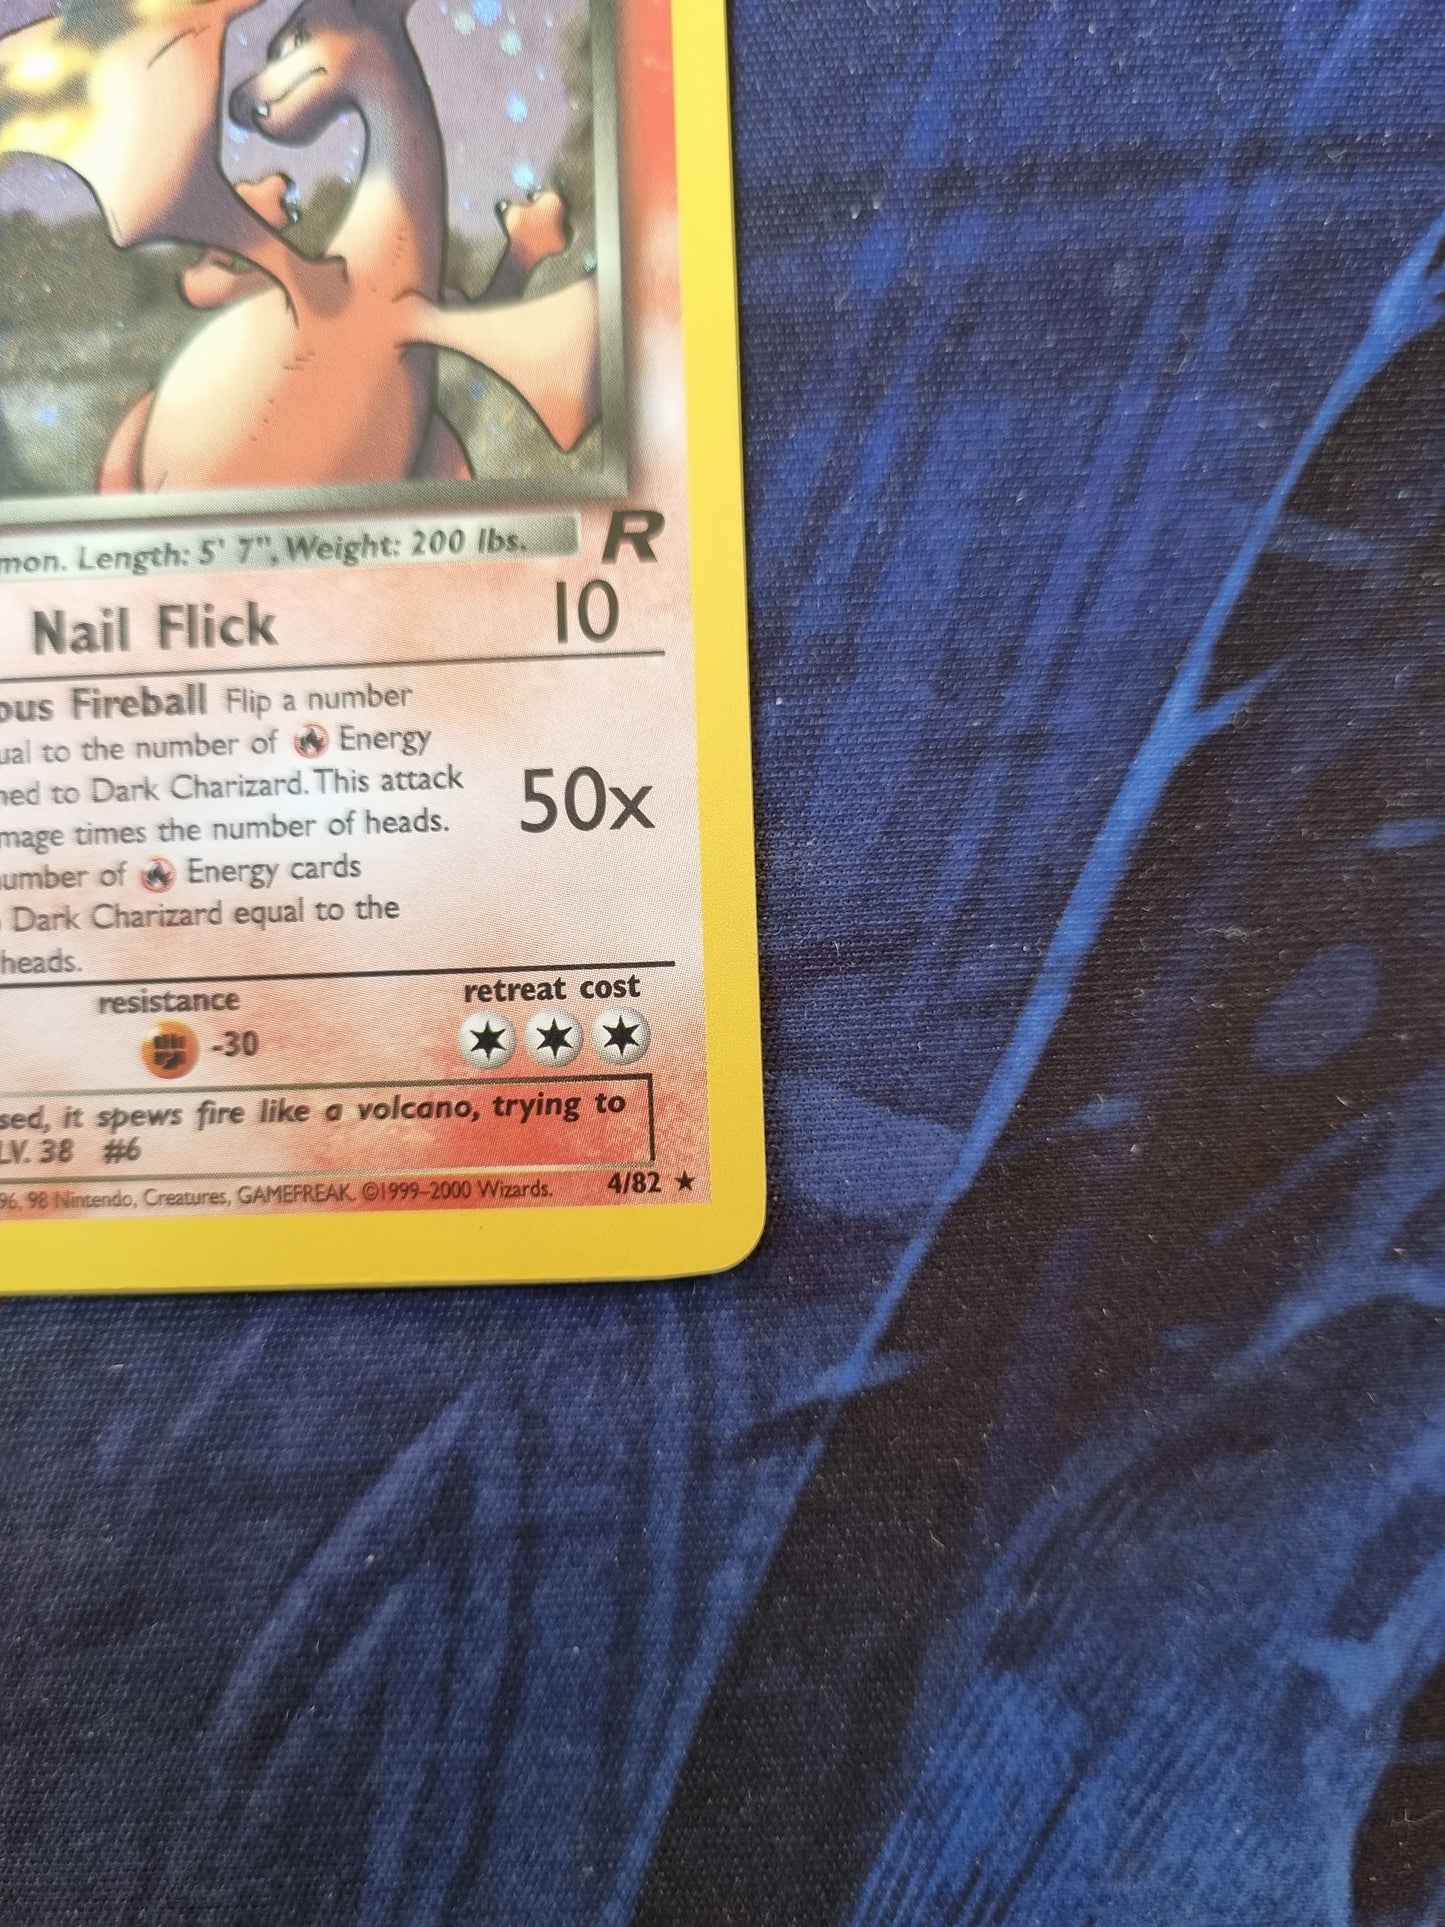 mon. Length: 5' 7", Weight: 200 lbs.
R
Nail Flick 10
ous Fireball Flip a number
ual to the number of Energy
hed to Dark Charizard. This attack
mage times the number of heads.
50x
umber of Energy cards
Dark Charizard equal to the
heads.
resistance retreat cost
-30
sed, it spews fire like a volcano, trying to
LV. 38 #6
96, 98 Nintendo, Creatures, GAMEFREAK. ©1999–2000 Wizards. 4/82 ★